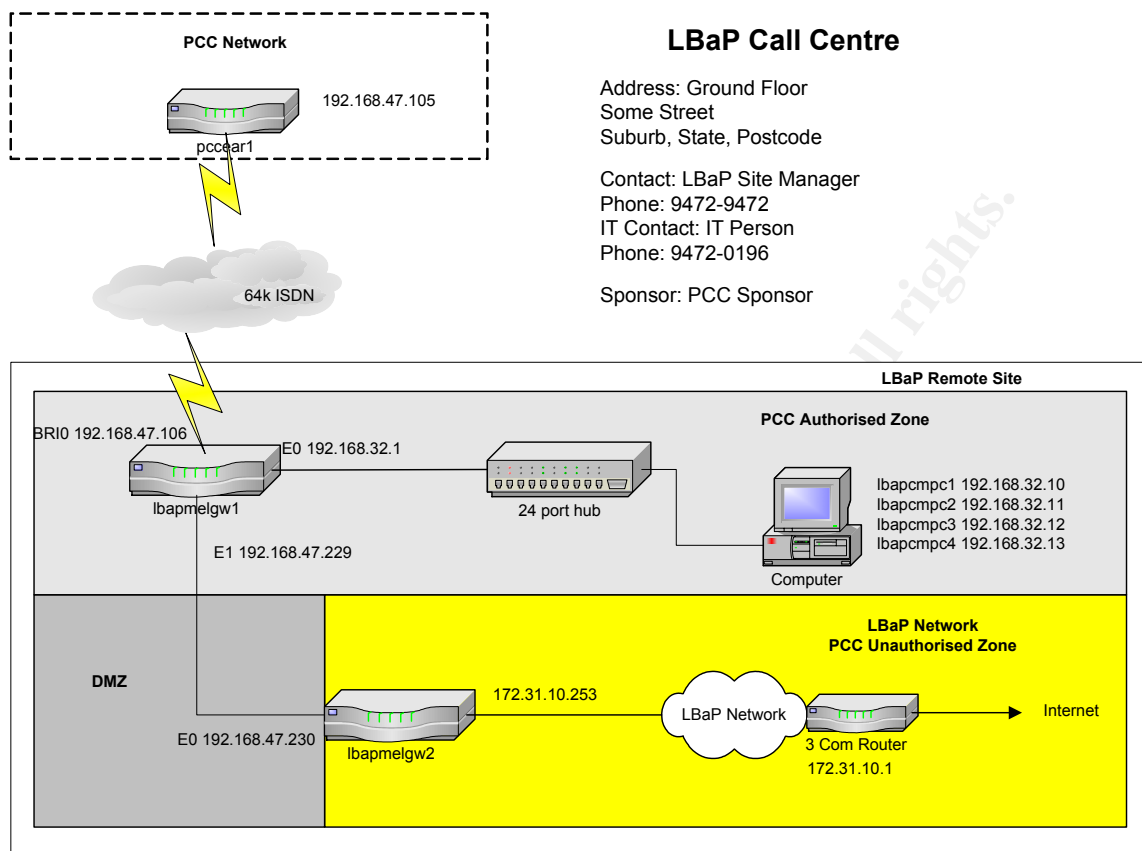 PCC Network
192.168.47.105
pccear1
64k ISDN
LBaP Call Centre
Address: Ground Floor
Some Street
Suburb, State, Postcode
Contact: LBaP Site Manager
Phone: 9472-9472
IT Contact: IT Person
Phone: 9472-0196
Sponsor: PCC Sponsor
ll rights.
LBaP Remote Site
PCC Authorised Zone
BRI0 192.168.47.106
E0 192.168.32.1
lbapmelgw1
24 port hub
lbapcmpc1 192.168.32.10
lbapcmpc2 192.168.32.11
lbapcmpc3 192.168.32.12
lbapcmpc4 192.168.32.13
Computer
E1 192.168.47.229
LBaP Network
PCC Unauthorised Zone
DMZ
172.31.10.253
LBaP Network
Internet
E0 192.168.47.230
lbapmelgw2
3 Com Router
172.31.10.1